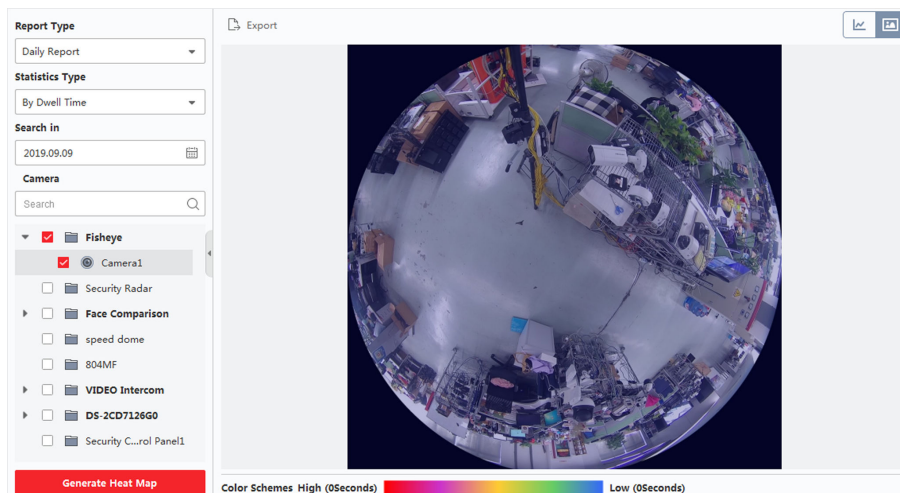 Report Type
Daily Report
Statistics Type
By Dwell Time
Search in
2019.09.09
Camera
Search
Fisheye
Camera1
Security Radar
Face Comparison
speed dome
804MF
VIDEO Intercom
DS-2CD7126G0
Security C...rol Panel1
Generate Heat Map
Export
Color Schemes High (0Seconds) Low (0Seconds)